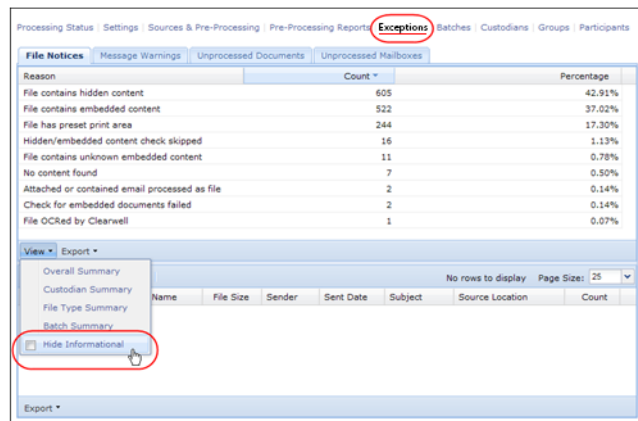 Processing Status | Settings | Sources & Pre-Processing | Pre-Processing Reports | Exceptions | Batches | Custodians | Groups | Participants
File Notices Message Warnings Unprocessed Documents Unprocessed Mailboxes
Reason Count Percentage
File contains hidden content 605 42.91%
File contains embedded content 522 37.02%
File has preset print area 244 17.30%
Hidden/embedded content check skipped 16 1.13%
File contains unknown embedded content 11 0.78%
No content found 7 0.50%
Attached or contained email processed as file 2 0.14%
Check for embedded documents failed 2 0.14%
File OCRed by Clearwell 1 0.07%
View Export
Overall Summary
No rows to display Page Size: 25
Custodian Summary
Name File Size Sender Sent Date Subject Source Location Count
File Type Summary
Batch Summary
Hide Informational
Export